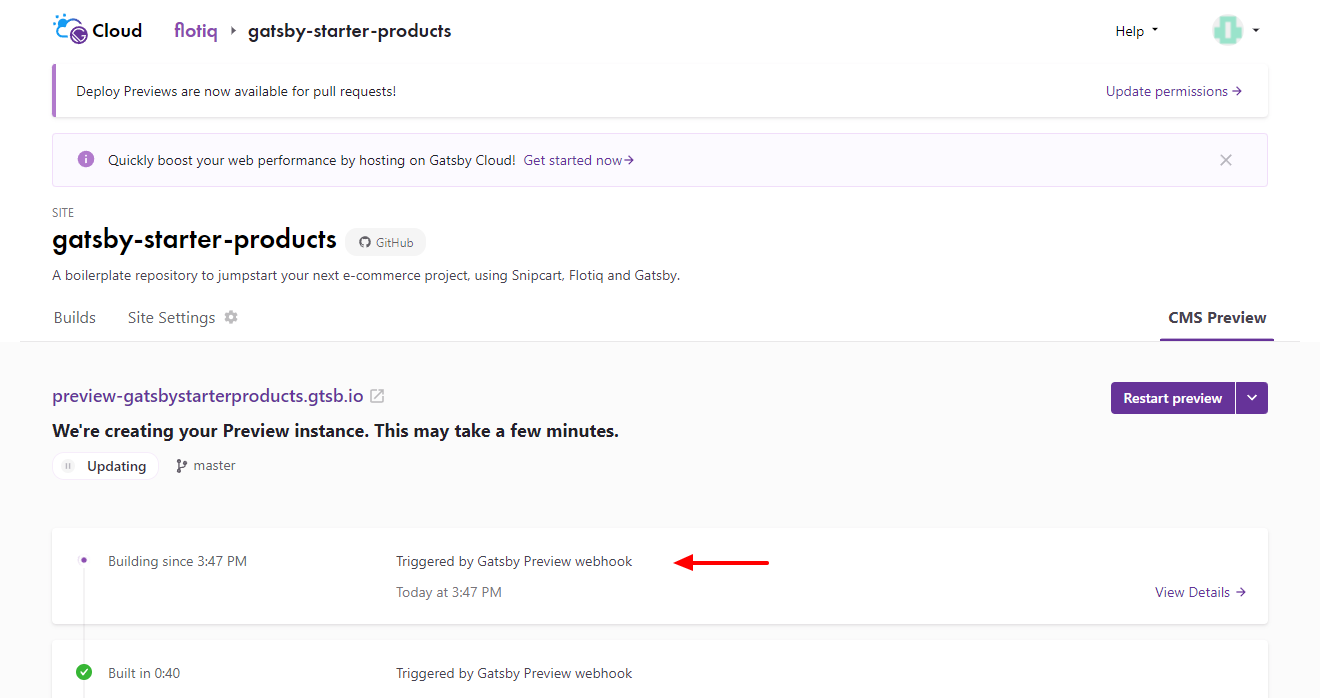 Cloud flotiq gatsby-starter-products Help
Deploy Previews are now available for pull requests! Update permissions →
Quickly boost your web performance by hosting on Gatsby Cloud! Get started now →
SITE
gatsby-starter-products GitHub
A boilerplate repository to jumpstart your next e-commerce project, using Snipcart, Flotiq and Gatsby.
Builds Site Settings CMS Preview
preview-gatsbystarterproducts.gtsb.io Restart preview
We're creating your Preview instance. This may take a few minutes.
Updating master
Building since 3:47 PM Triggered by Gatsby Preview webhook
Today at 3:47 PM View Details →
Built in 0:40 Triggered by Gatsby Preview webhook